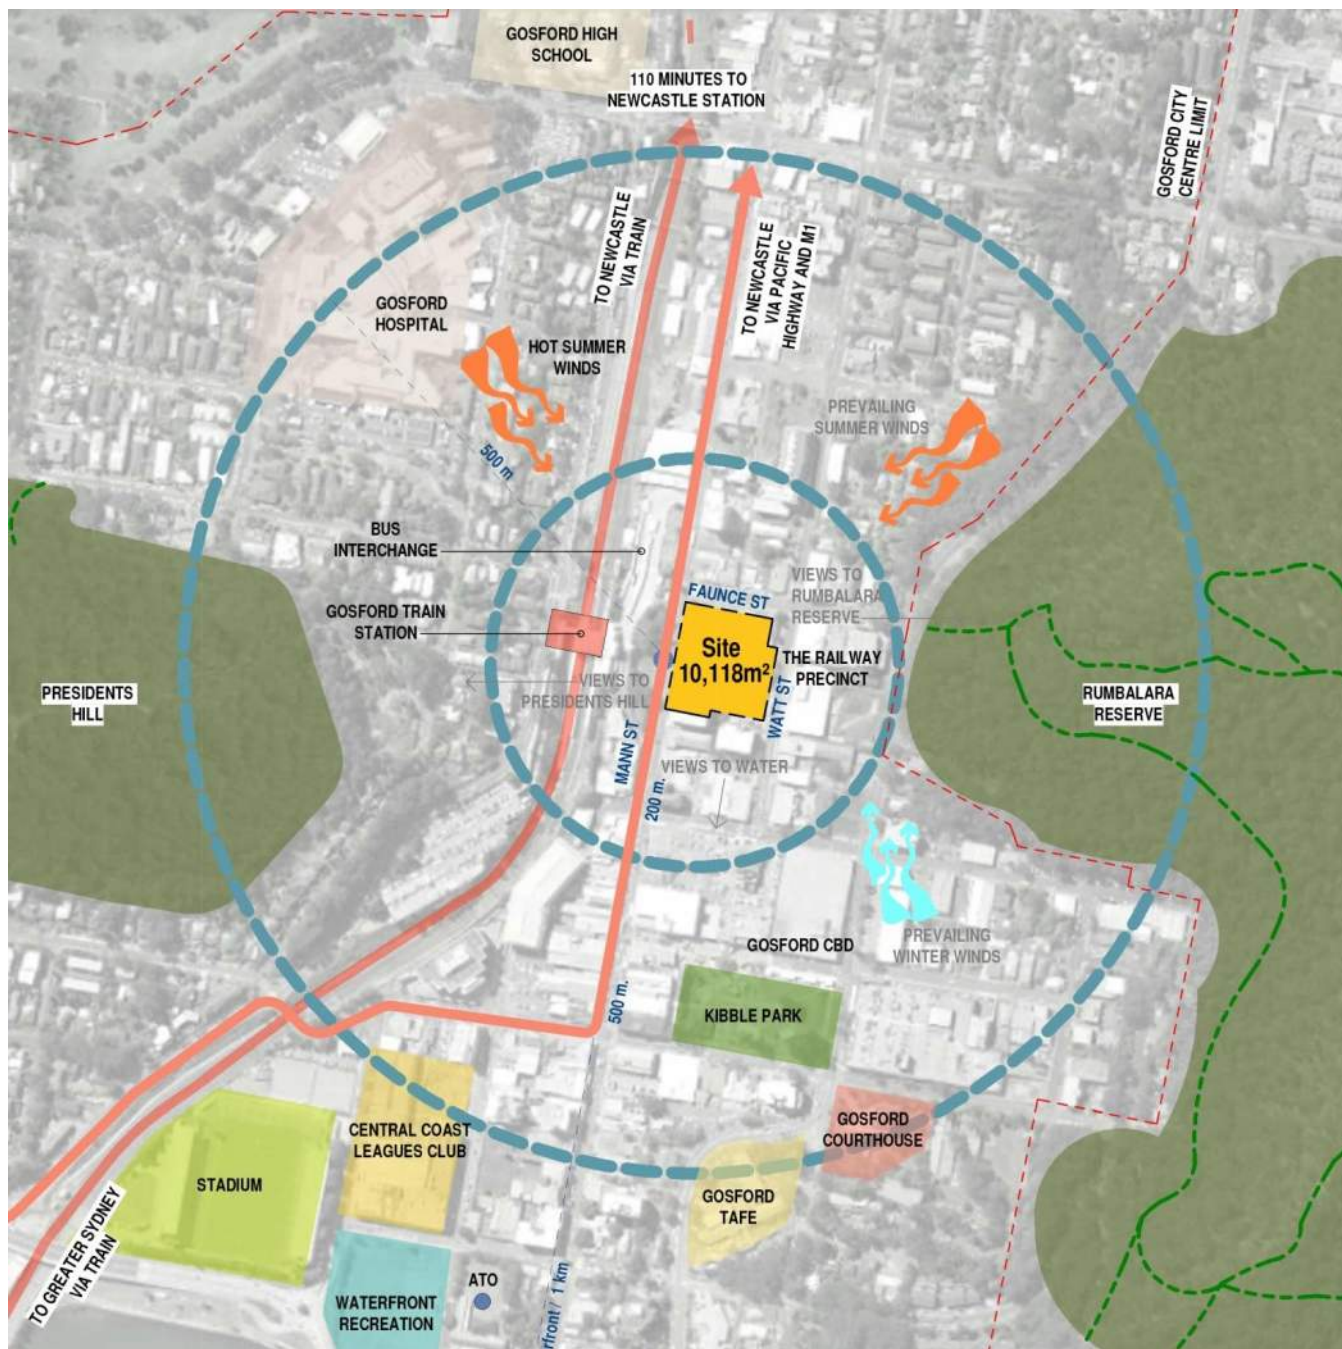 GOSFORD HIGH
SCHOOL
110 MINUTES TO
NEWCASTLE STATION
GOSFORD CITY
CENTRE LIMIT
TO NEWCASTLE
VIA TRAIN
TO NEWCASTLE
VIA PACIFIC
HIGHWAY AND M1
GOSFORD
HOSPITAL
HOT SUMMER
WINDS
PREVAILING
SUMMER WINDS
500 m
BUS
INTERCHANGE
VIEWS TO
RUMBALARA
RESERVE
FAUNCE ST
GOSFORD TRAIN
STATION
Site
10,118m²
THE RAILWAY
PRECINCT
VIEWS TO
PRESIDENTS HILL
WATT ST
PRESIDENTS
HILL
RUMBALARA
RESERVE
MANN ST
VIEWS TO WATER
200 m.
GOSFORD CBD
PREVAILING
WINTER WINDS
500 m.
KIBBLE PARK
GOSFORD
COURTHOUSE
CENTRAL COAST
LEAGUES CLUB
STADIUM
GOSFORD
TAFE
TO GREATER SYDNEY
VIA TRAIN
ATO
WATERFRONT
RECREATION
rfront / 1 km